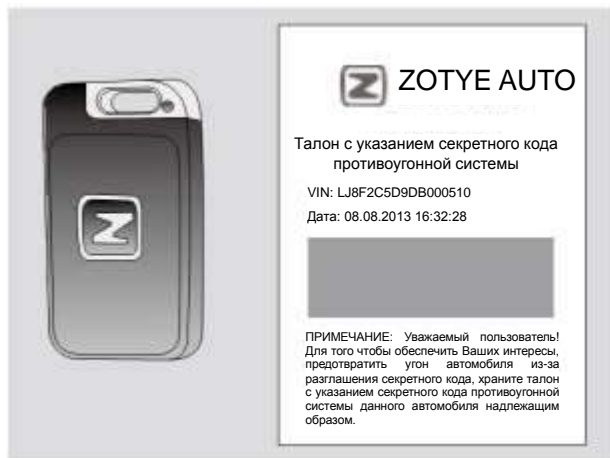 ZOTYE AUTO
Талон с указанием секретного кода
противоугонной системы
VIN: LJ8F2C5D9DB000510
Дата: 08.08.2013 16:32:28
ПРИМЕЧАНИЕ: Уважаемый пользователь!
Для того чтобы обеспечить Ваших интересы,
предотвратить угон автомобиля из-за
разглашения секретного кода, храните талон
с указанием секретного кода противоугонной
системы данного автомобиля надлежащим
образом.